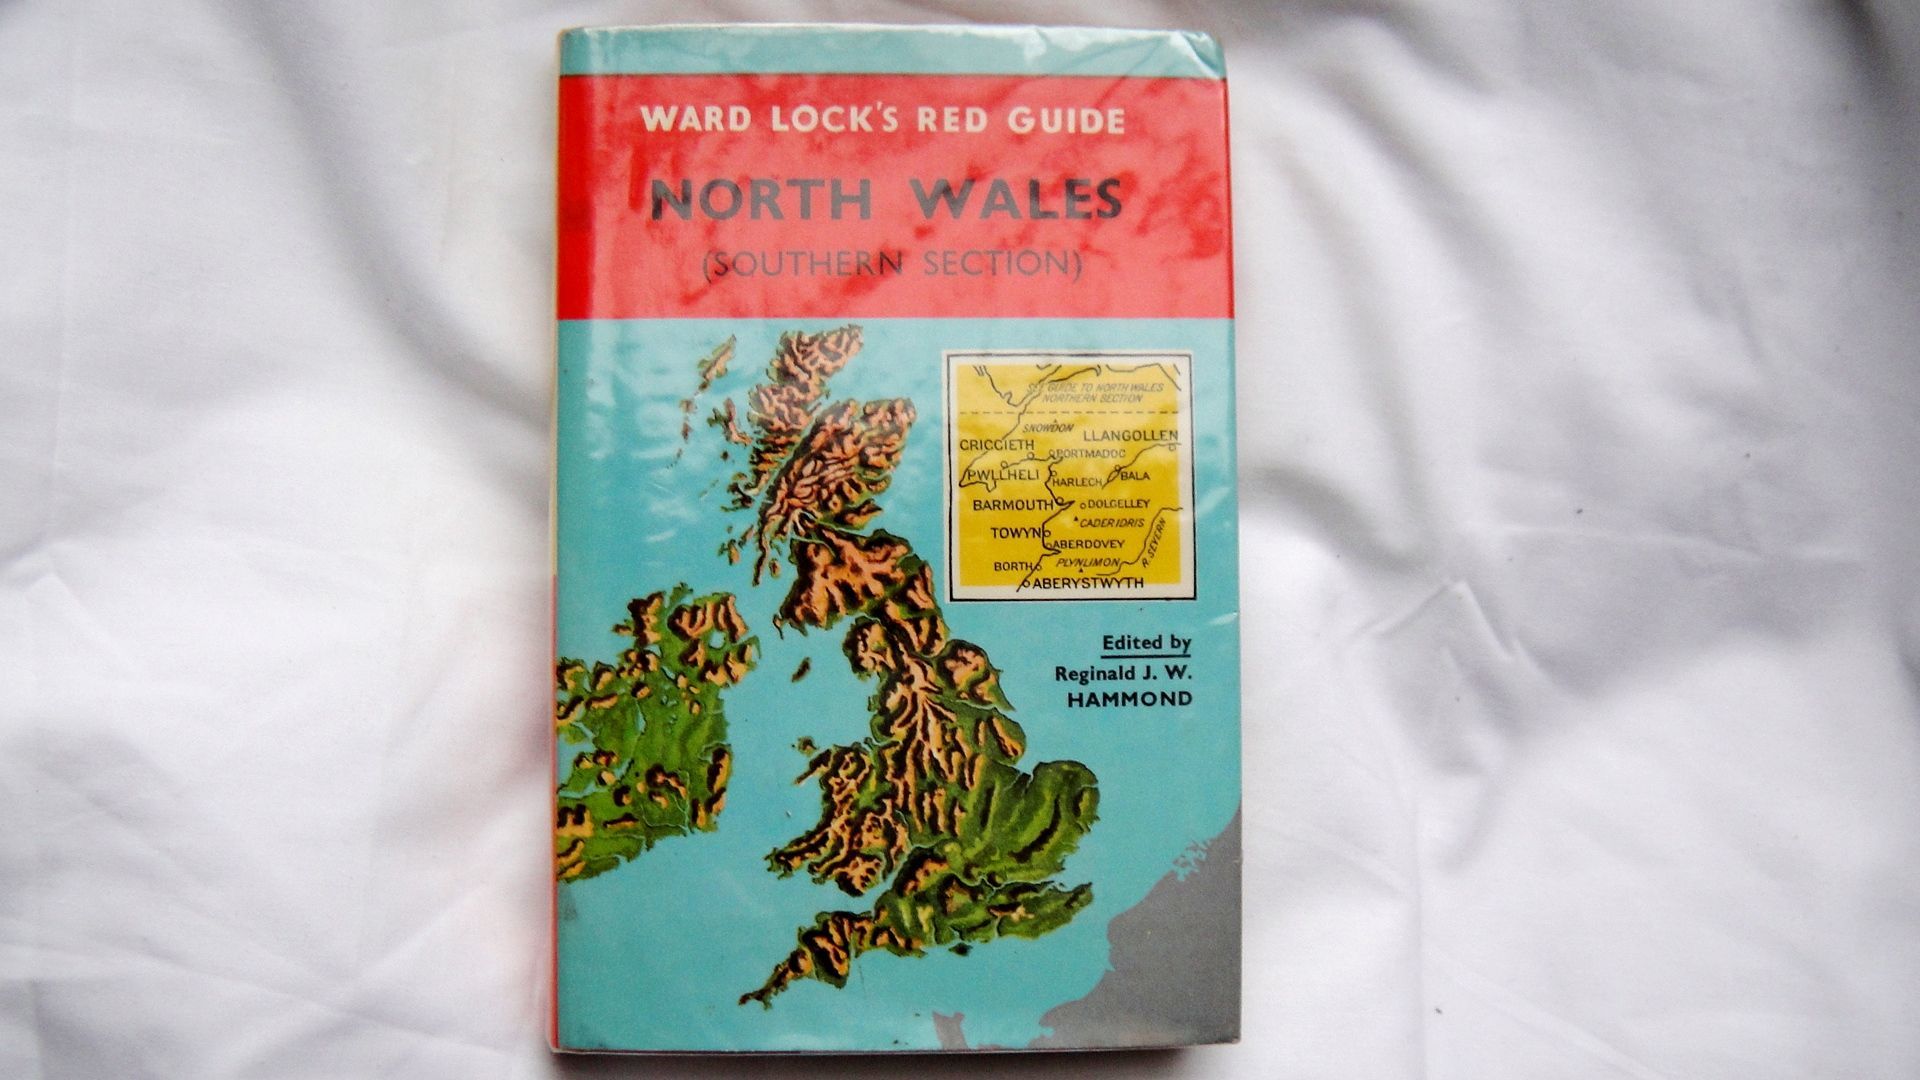 WARD LOCK'S RED GUIDE
NORTH WALES
(SOUTHERN SECTION)
SEE GUIDE TO NORTH WALES
NORTHERN SECTION
SNOWDON
CRICCIETH
LLANGOLLEN
PORTMADOC
PWLLHELI
HARLECH
BALA
BARMOUTH
DOLGELLEY
CADER IDRIS
TOWYN
ABERDOVEY
R. SEVERN
BORTH
PLYNLIMON
ABERYSTWYTH
Edited by
Reginald J. W.
HAMMOND